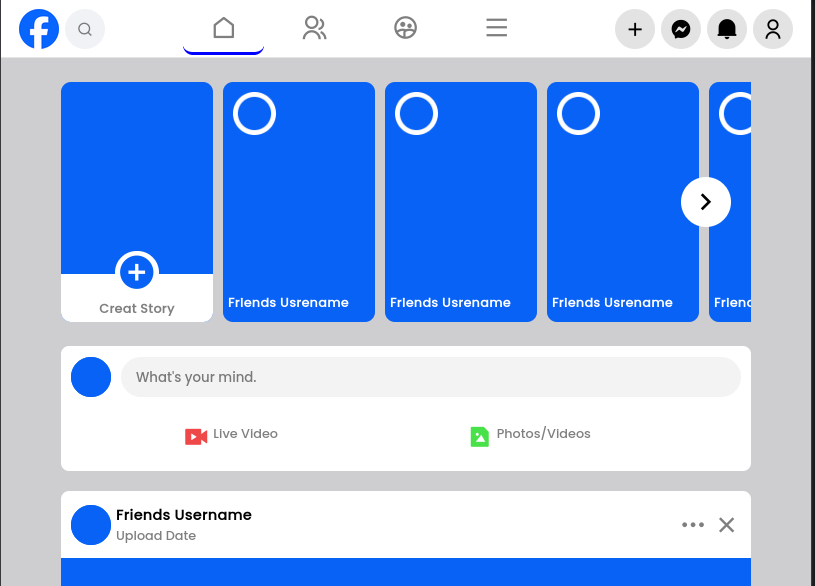 Creat Story
Friends Usrename
Friends Usrename
Friends Usrename
Frienc
What's your mind.
Live Video
Photos/Videos
Friends Username
Upload Date